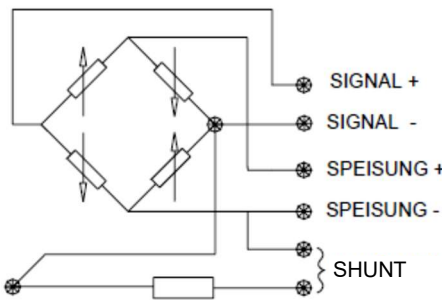 SIGNAL +
SIGNAL -
SPEISUNG +
SPEISUNG -
SHUNT